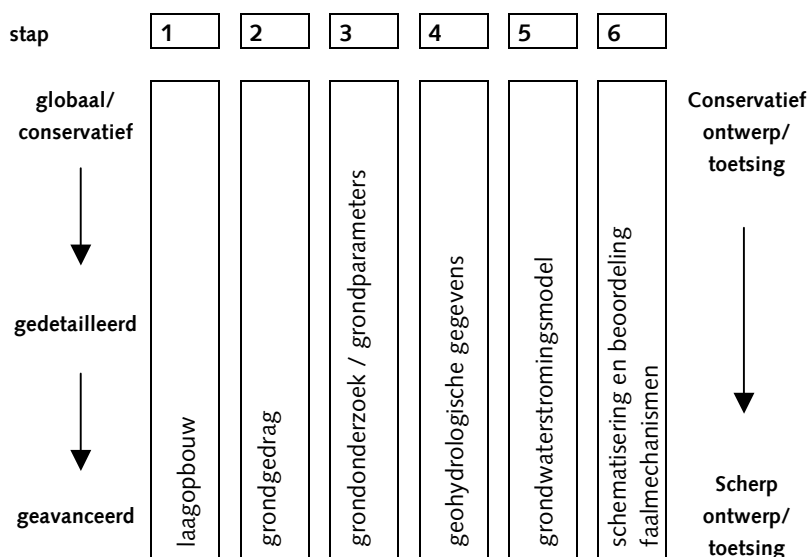 stap 1 2 3 4 5 6
globaal/
conservatief
gedetailleerd
geavanceerd
laagopbouw
grondgedrag
grondonderzoek / grondparameters
geohydrologische gegevens
grondwaterstromingsmodel
schematisering en beoordeling
faalmechanismen
Conservatief
ontwerp/
toetsing
Scherp
ontwerp/
toetsing